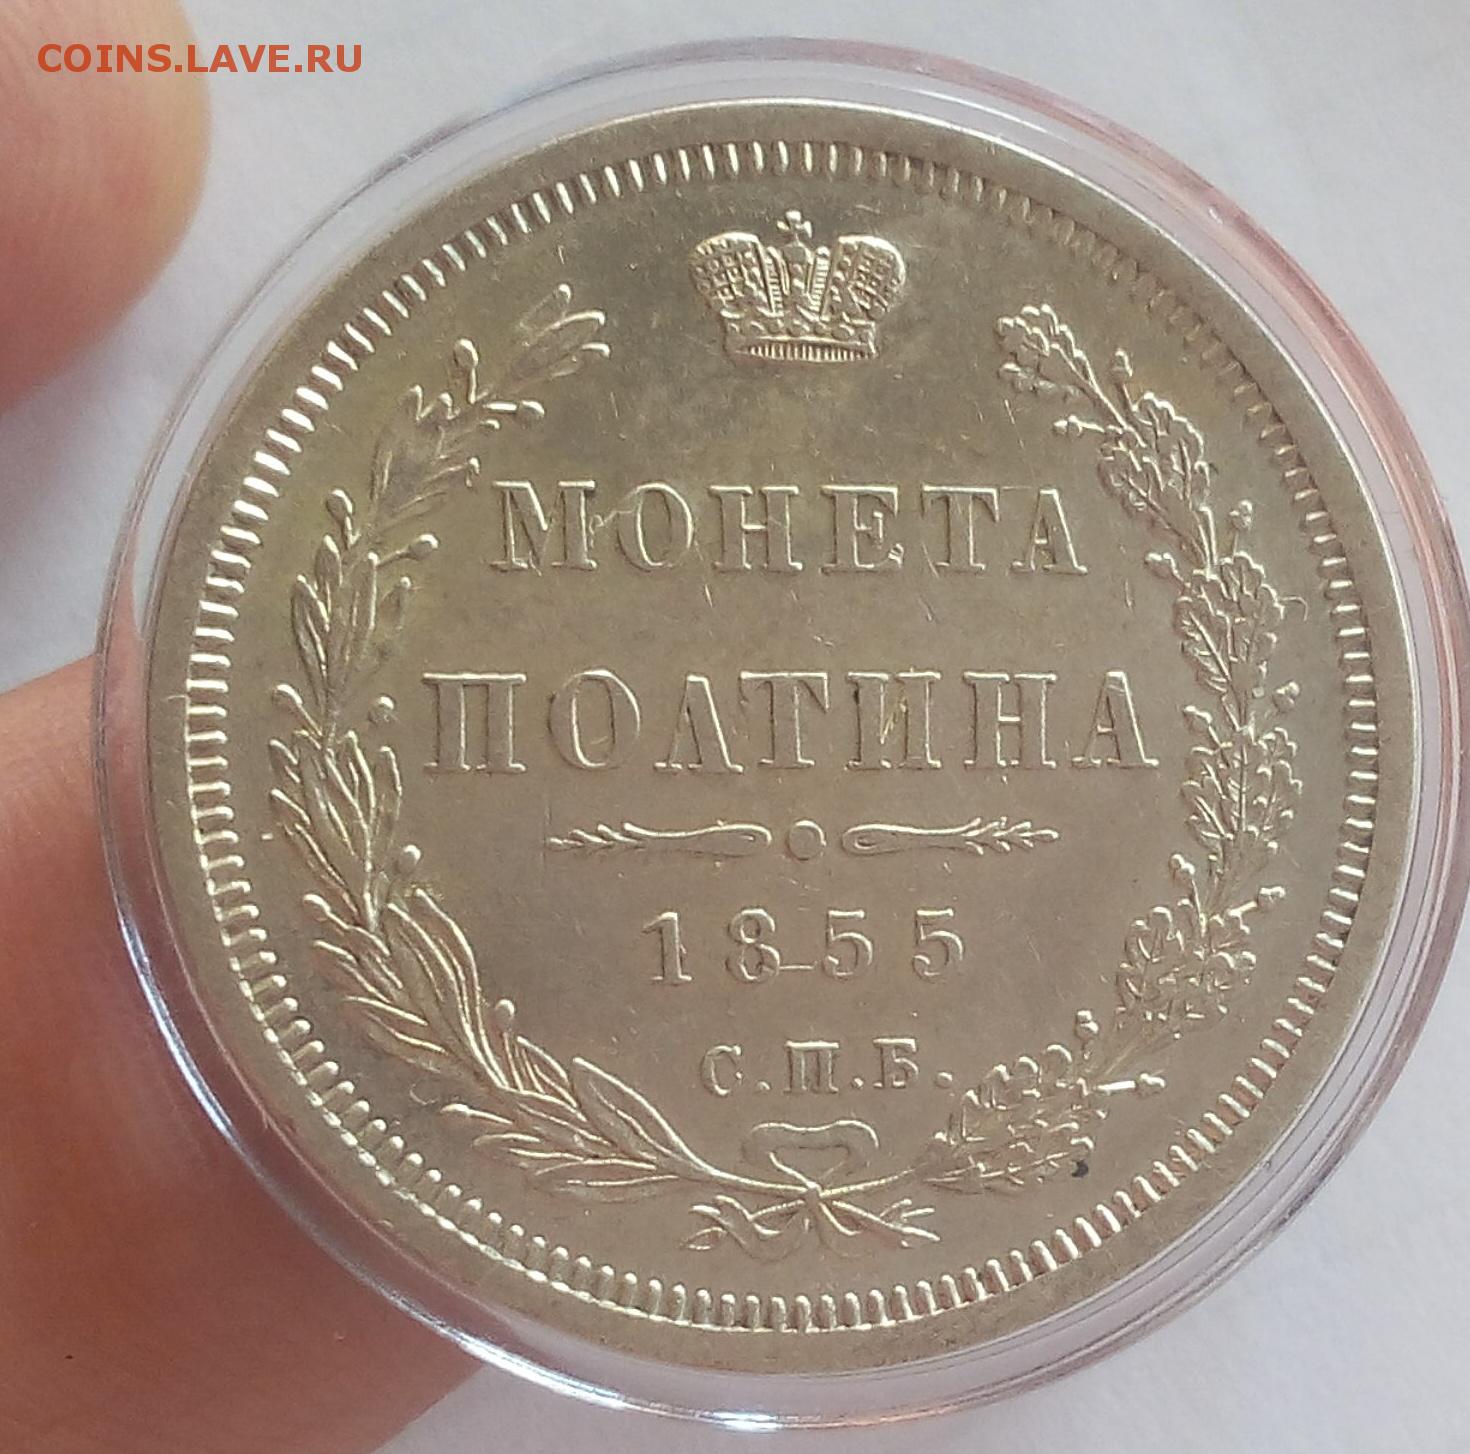 COINS.LAVE.RU
МОНЕТА
ПОЛТИНА
1855
С.П.Б.